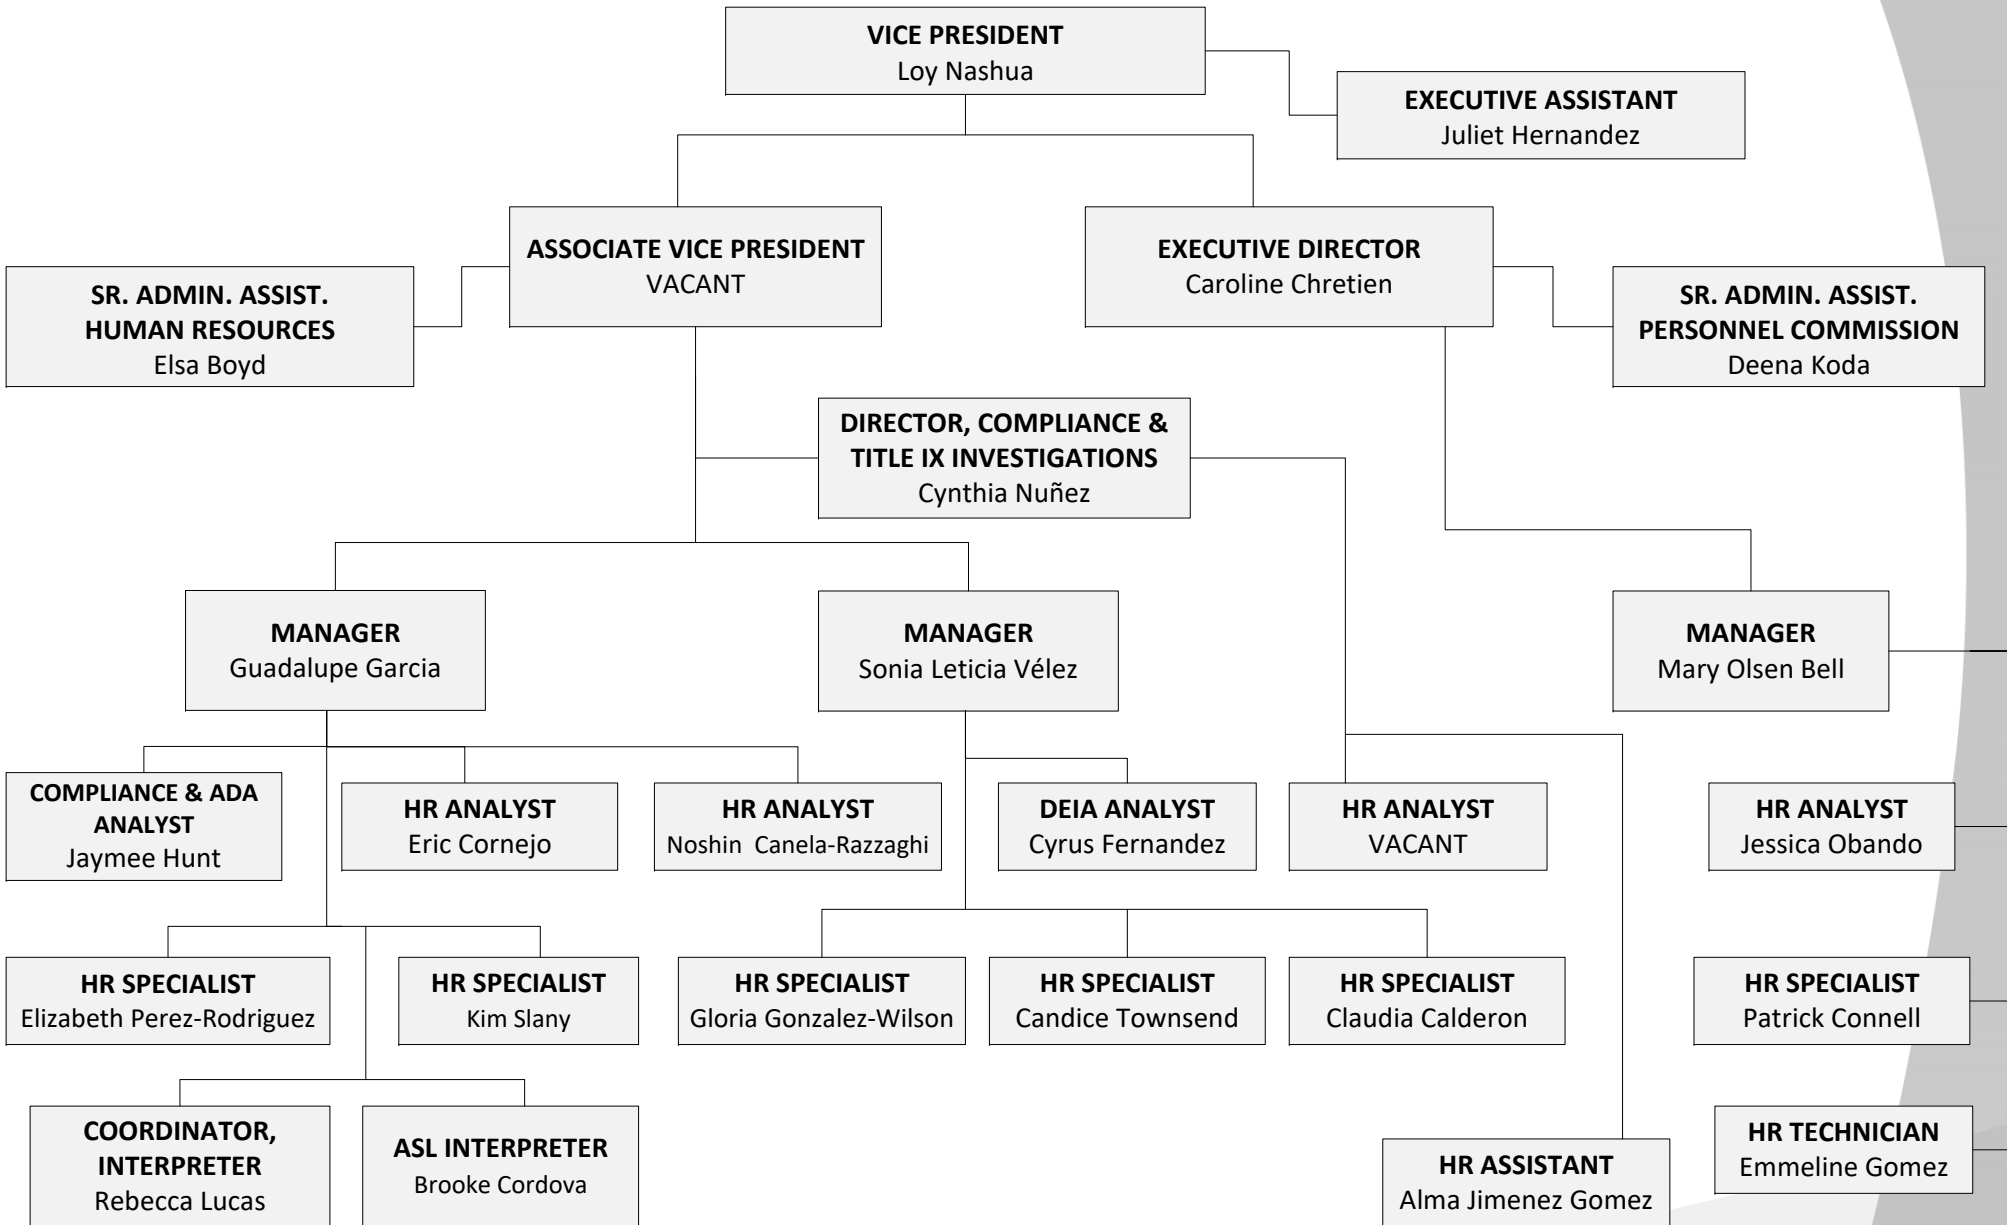 VICE PRESIDENT
Loy Nashua
EXECUTIVE ASSISTANT
Juliet Hernandez
ASSOCIATE VICE PRESIDENT
VACANT
EXECUTIVE DIRECTOR
Caroline Chretien
SR. ADMIN. ASSIST.
HUMAN RESOURCES
Elsa Boyd
SR. ADMIN. ASSIST.
PERSONNEL COMMISSION
Deena Koda
DIRECTOR, COMPLIANCE &
TITLE IX INVESTIGATIONS
Cynthia Nuñez
MANAGER
Guadalupe Garcia
MANAGER
Sonia Leticia Vélez
MANAGER
Mary Olsen Bell
COMPLIANCE & ADA
ANALYST
Jaymee Hunt
HR ANALYST
Eric Cornejo
HR ANALYST
Noshin Canela-Razzaghi
DEIA ANALYST
Cyrus Fernandez
HR ANALYST
VACANT
HR ANALYST
Jessica Obando
HR SPECIALIST
Elizabeth Perez-Rodriguez
HR SPECIALIST
Kim Slany
HR SPECIALIST
Gloria Gonzalez-Wilson
HR SPECIALIST
Candice Townsend
HR SPECIALIST
Claudia Calderon
HR SPECIALIST
Patrick Connell
COORDINATOR,
INTERPRETER
Rebecca Lucas
ASL INTERPRETER
Brooke Cordova
HR ASSISTANT
Alma Jimenez Gomez
HR TECHNICIAN
Emmeline Gomez